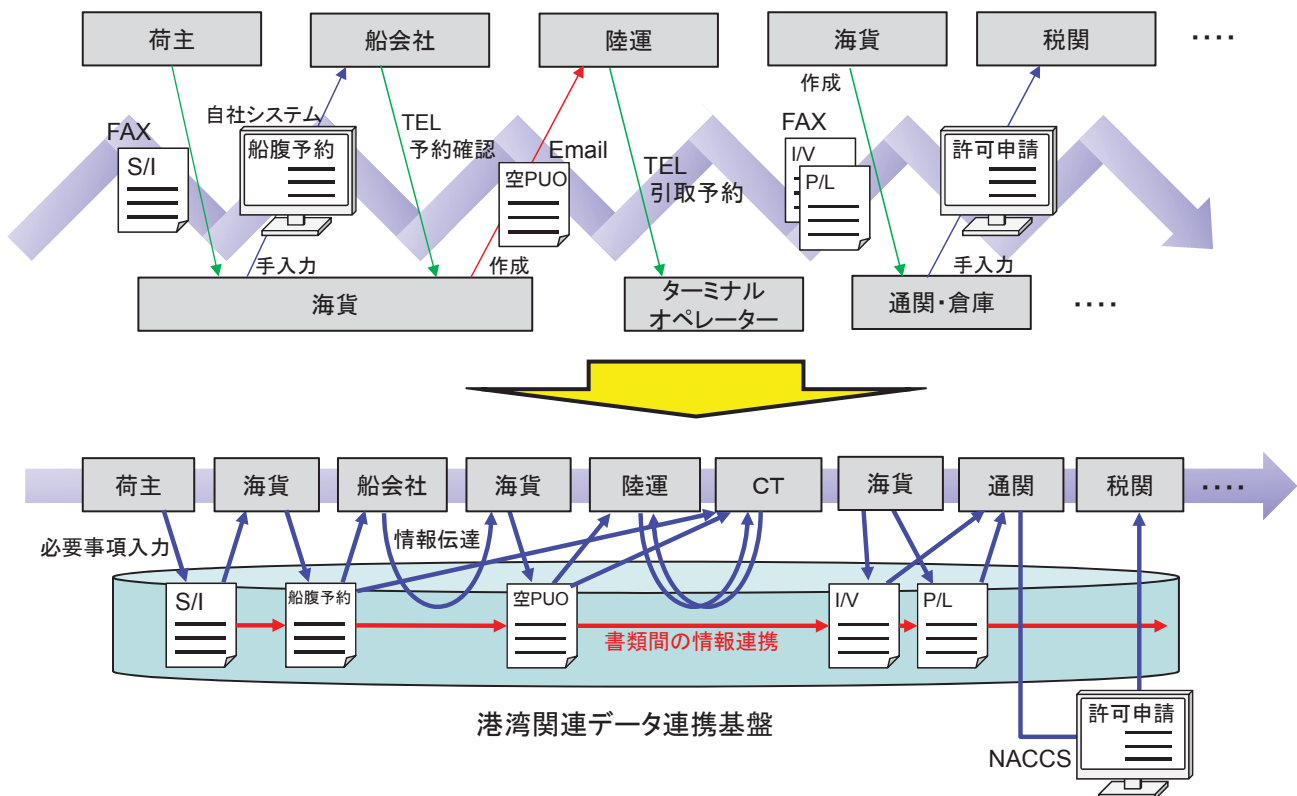 荷主
船会社
陸運
海貨
税関
‥‥
FAX
S/I
自社システム
船腹予約
TEL
予約確認
Email
空PUO
TEL
引取予約
作成
FAX
I/V
P/L
許可申請
手入力
作成
手入力
海貨
ターミナル
オペレーター
通関・倉庫
‥‥
荷主
海貨
船会社
海貨
陸運
CT
海貨
通関
税関
‥‥
必要事項入力
情報伝達
S/I
船腹予約
空PUO
I/V
P/L
書類間の情報連携
港湾関連データ連携基盤
許可申請
NACCS